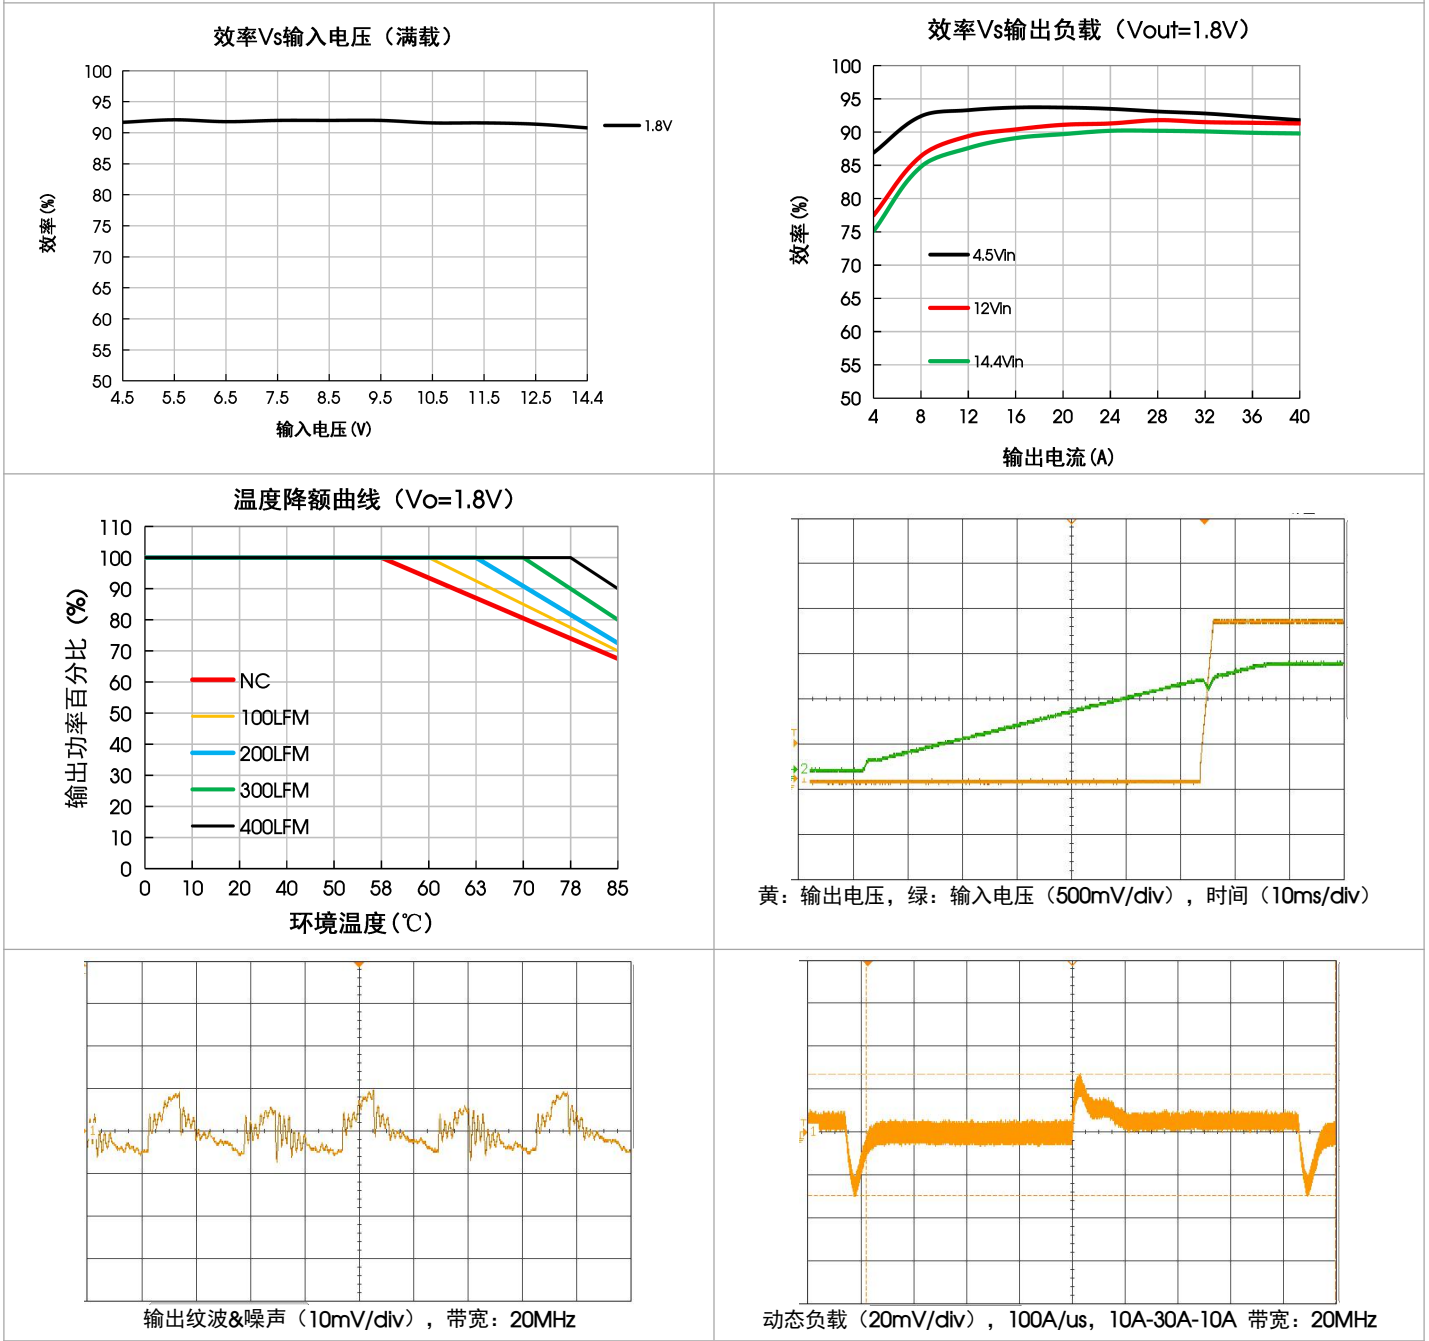 效率Vs输入电压（满载）
100
95
90
85
80
75
70
65
60
55
50
效率(%)
4.5 5.5 6.5 7.5 8.5 9.5 10.5 11.5 12.5 14.4
输入电压(V)
1.8V
效率Vs输出负载（Vout=1.8V）
100
95
90
85
80
75
70
65
60
55
50
效率(%)
4.5Vin
12Vin
14.4Vin
4 8 12 16 20 24 28 32 36 40
输出电流(A)
温度降额曲线（Vo=1.8V）
110
100
90
80
70
60
50
40
30
20
10
0
输出功率百分比 (%)
NC
100LFM
200LFM
300LFM
400LFM
0 10 20 40 50 58 60 63 70 78 85
环境温度(℃)
T
2
黄：输出电压，绿：输入电压（500mV/div），时间（10ms/div）
1
输出纹波&噪声（10mV/div），带宽：20MHz
T
1
动态负载（20mV/div），100A/us，10A-30A-10A 带宽：20MHz